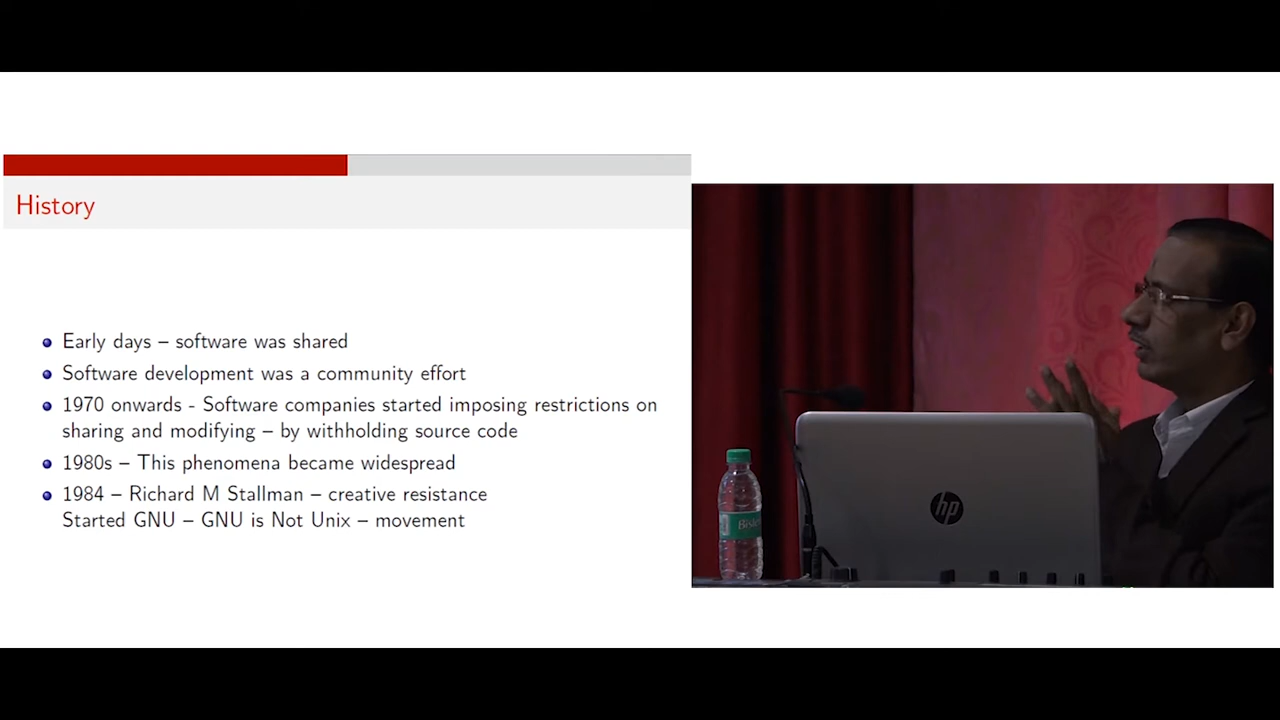 History
Early days – software was shared
Software development was a community effort
1970 onwards - Software companies started imposing restrictions on
sharing and modifying – by withholding source code
1980s – This phenomena became widespread
1984 – Richard M Stallman – creative resistance
Started GNU – GNU is Not Unix – movement
hp